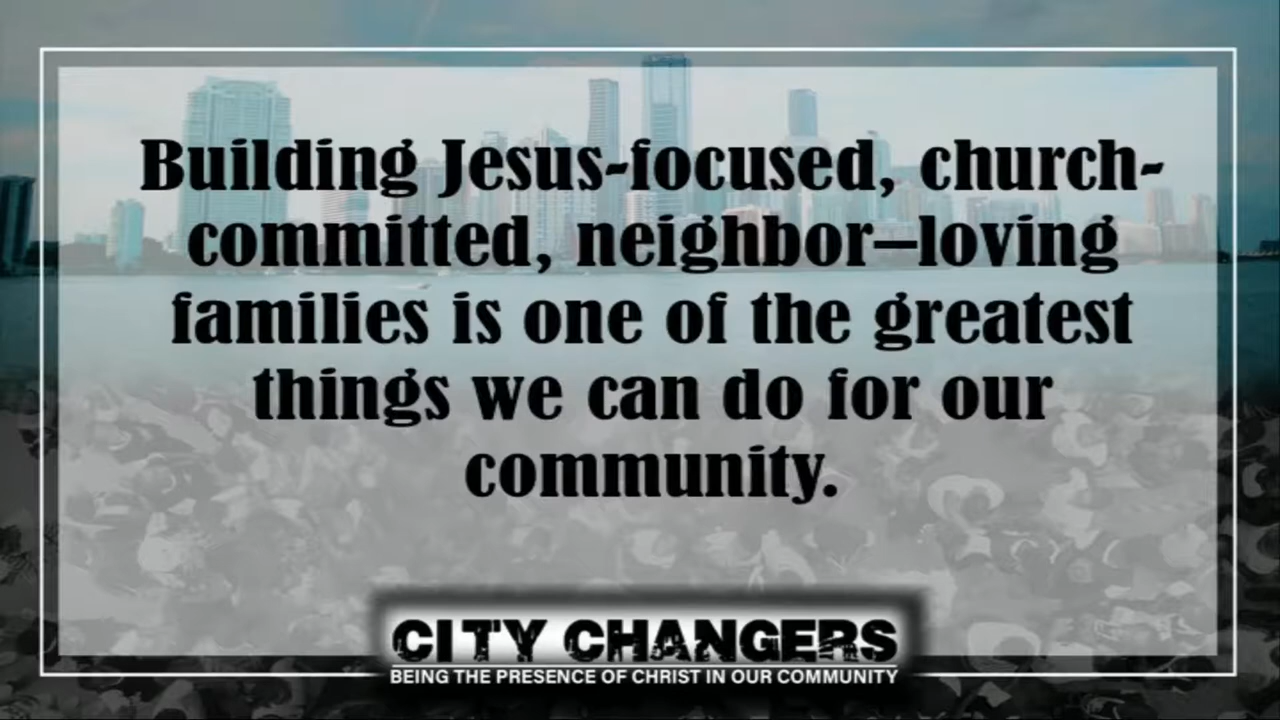 Building Jesus-focused, church-
committed, neighbor–loving
families is one of the greatest
things we can do for our
community.
CITY CHANGERS
BEING THE PRESENCE OF CHRIST IN OUR COMMUNITY